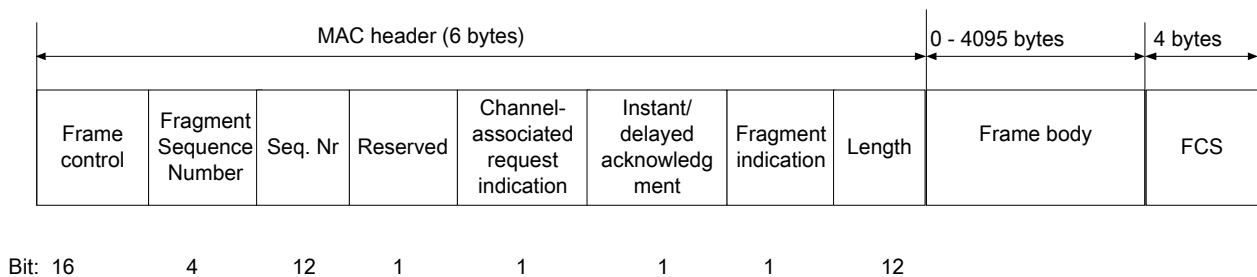 MAC header (6 bytes)
0 - 4095 bytes
4 bytes
Frame
control
Fragment
Sequence
Number
Seq. Nr
Reserved
Channel-
associated
request
indication
Instant/
delayed
acknowledg
ment
Fragment
indication
Length
Frame body
FCS
Bit: 16 4 12 1 1 1 1 12